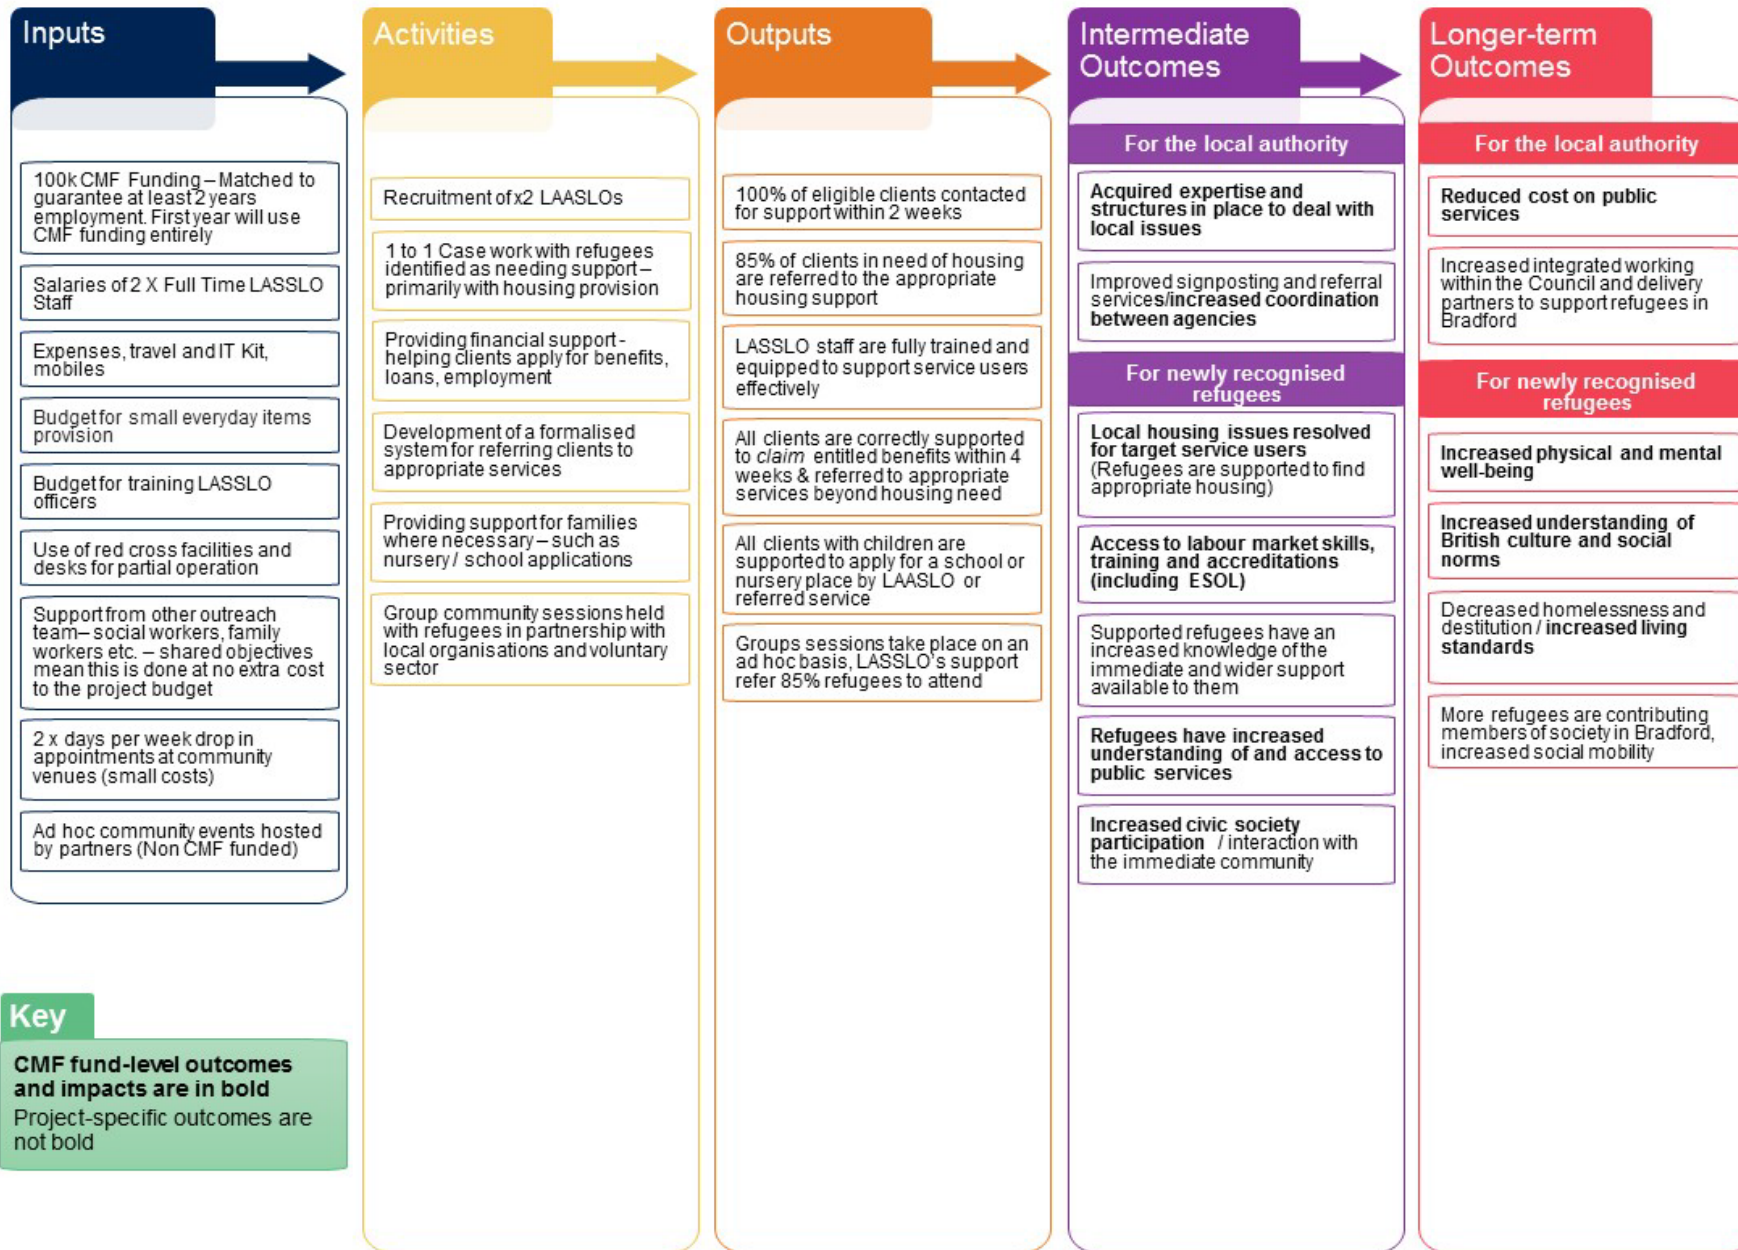 Inputs
100k CMF Funding – Matched to
guarantee at least 2 years
employment. First year will use
CMF funding entirely
Salaries of 2 X Full Time LASSLO
Staff
Expenses, travel and IT Kit,
mobiles
Budget for small everyday items
provision
Budget for training LASSLO
officers
Use of red cross facilities and
desks for partial operation
Support from other outreach
team– social workers, family
workers etc. – shared objectives
mean this is done at no extra cost
to the project budget
2 x days per week drop in
appointments at community
venues (small costs)
Ad hoc community events hosted
by partners (Non CMF funded)
Key
CMF fund-level outcomes
and impacts are in bold
Project-specific outcomes are
not bold
Activities
Recruitment of x2 LAASLOs
1 to 1 Case work with refugees
identified as needing support –
primarily with housing provision
Providing financial support -
helping clients apply for benefits,
loans, employment
Development of a formalised
system for referring clients to
appropriate services
Providing support for families
where necessary – such as
nursery / school applications
Group community sessions held
with refugees in partnership with
local organisations and voluntary
sector
Outputs
100% of eligible clients contacted
for support within 2 weeks
85% of clients in need of housing
are referred to the appropriate
housing support
LASSLO staff are fully trained and
equipped to support service users
effectively
All clients are correctly supported
to claim entitled benefits within 4
weeks & referred to appropriate
services beyond housing need
All clients with children are
supported to apply for a school or
nursery place by LAASLO or
referred service
Groups sessions take place on an
ad hoc basis, LASSLO's support
refer 85% refugees to attend
Intermediate
Outcomes
For the local authority
Acquired expertise and
structures in place to deal with
local issues
Improved signposting and referral
services/increased coordination
between agencies
For newly recognised
refugees
Local housing issues resolved
for target service users
(Refugees are supported to find
appropriate housing)
Access to labour market skills,
training and accreditations
(including ESOL)
Supported refugees have an
increased knowledge of the
immediate and wider support
available to them
Refugees have increased
understanding of and access to
public services
Increased civic society
participation / interaction with
the immediate community
Longer-term
Outcomes
For the local authority
Reduced cost on public
services
Increased integrated working
within the Council and delivery
partners to support refugees in
Bradford
For newly recognised
refugees
Increased physical and mental
well-being
Increased understanding of
British culture and social
norms
Decreased homelessness and
destitution / increased living
standards
More refugees are contributing
members of society in Bradford,
increased social mobility